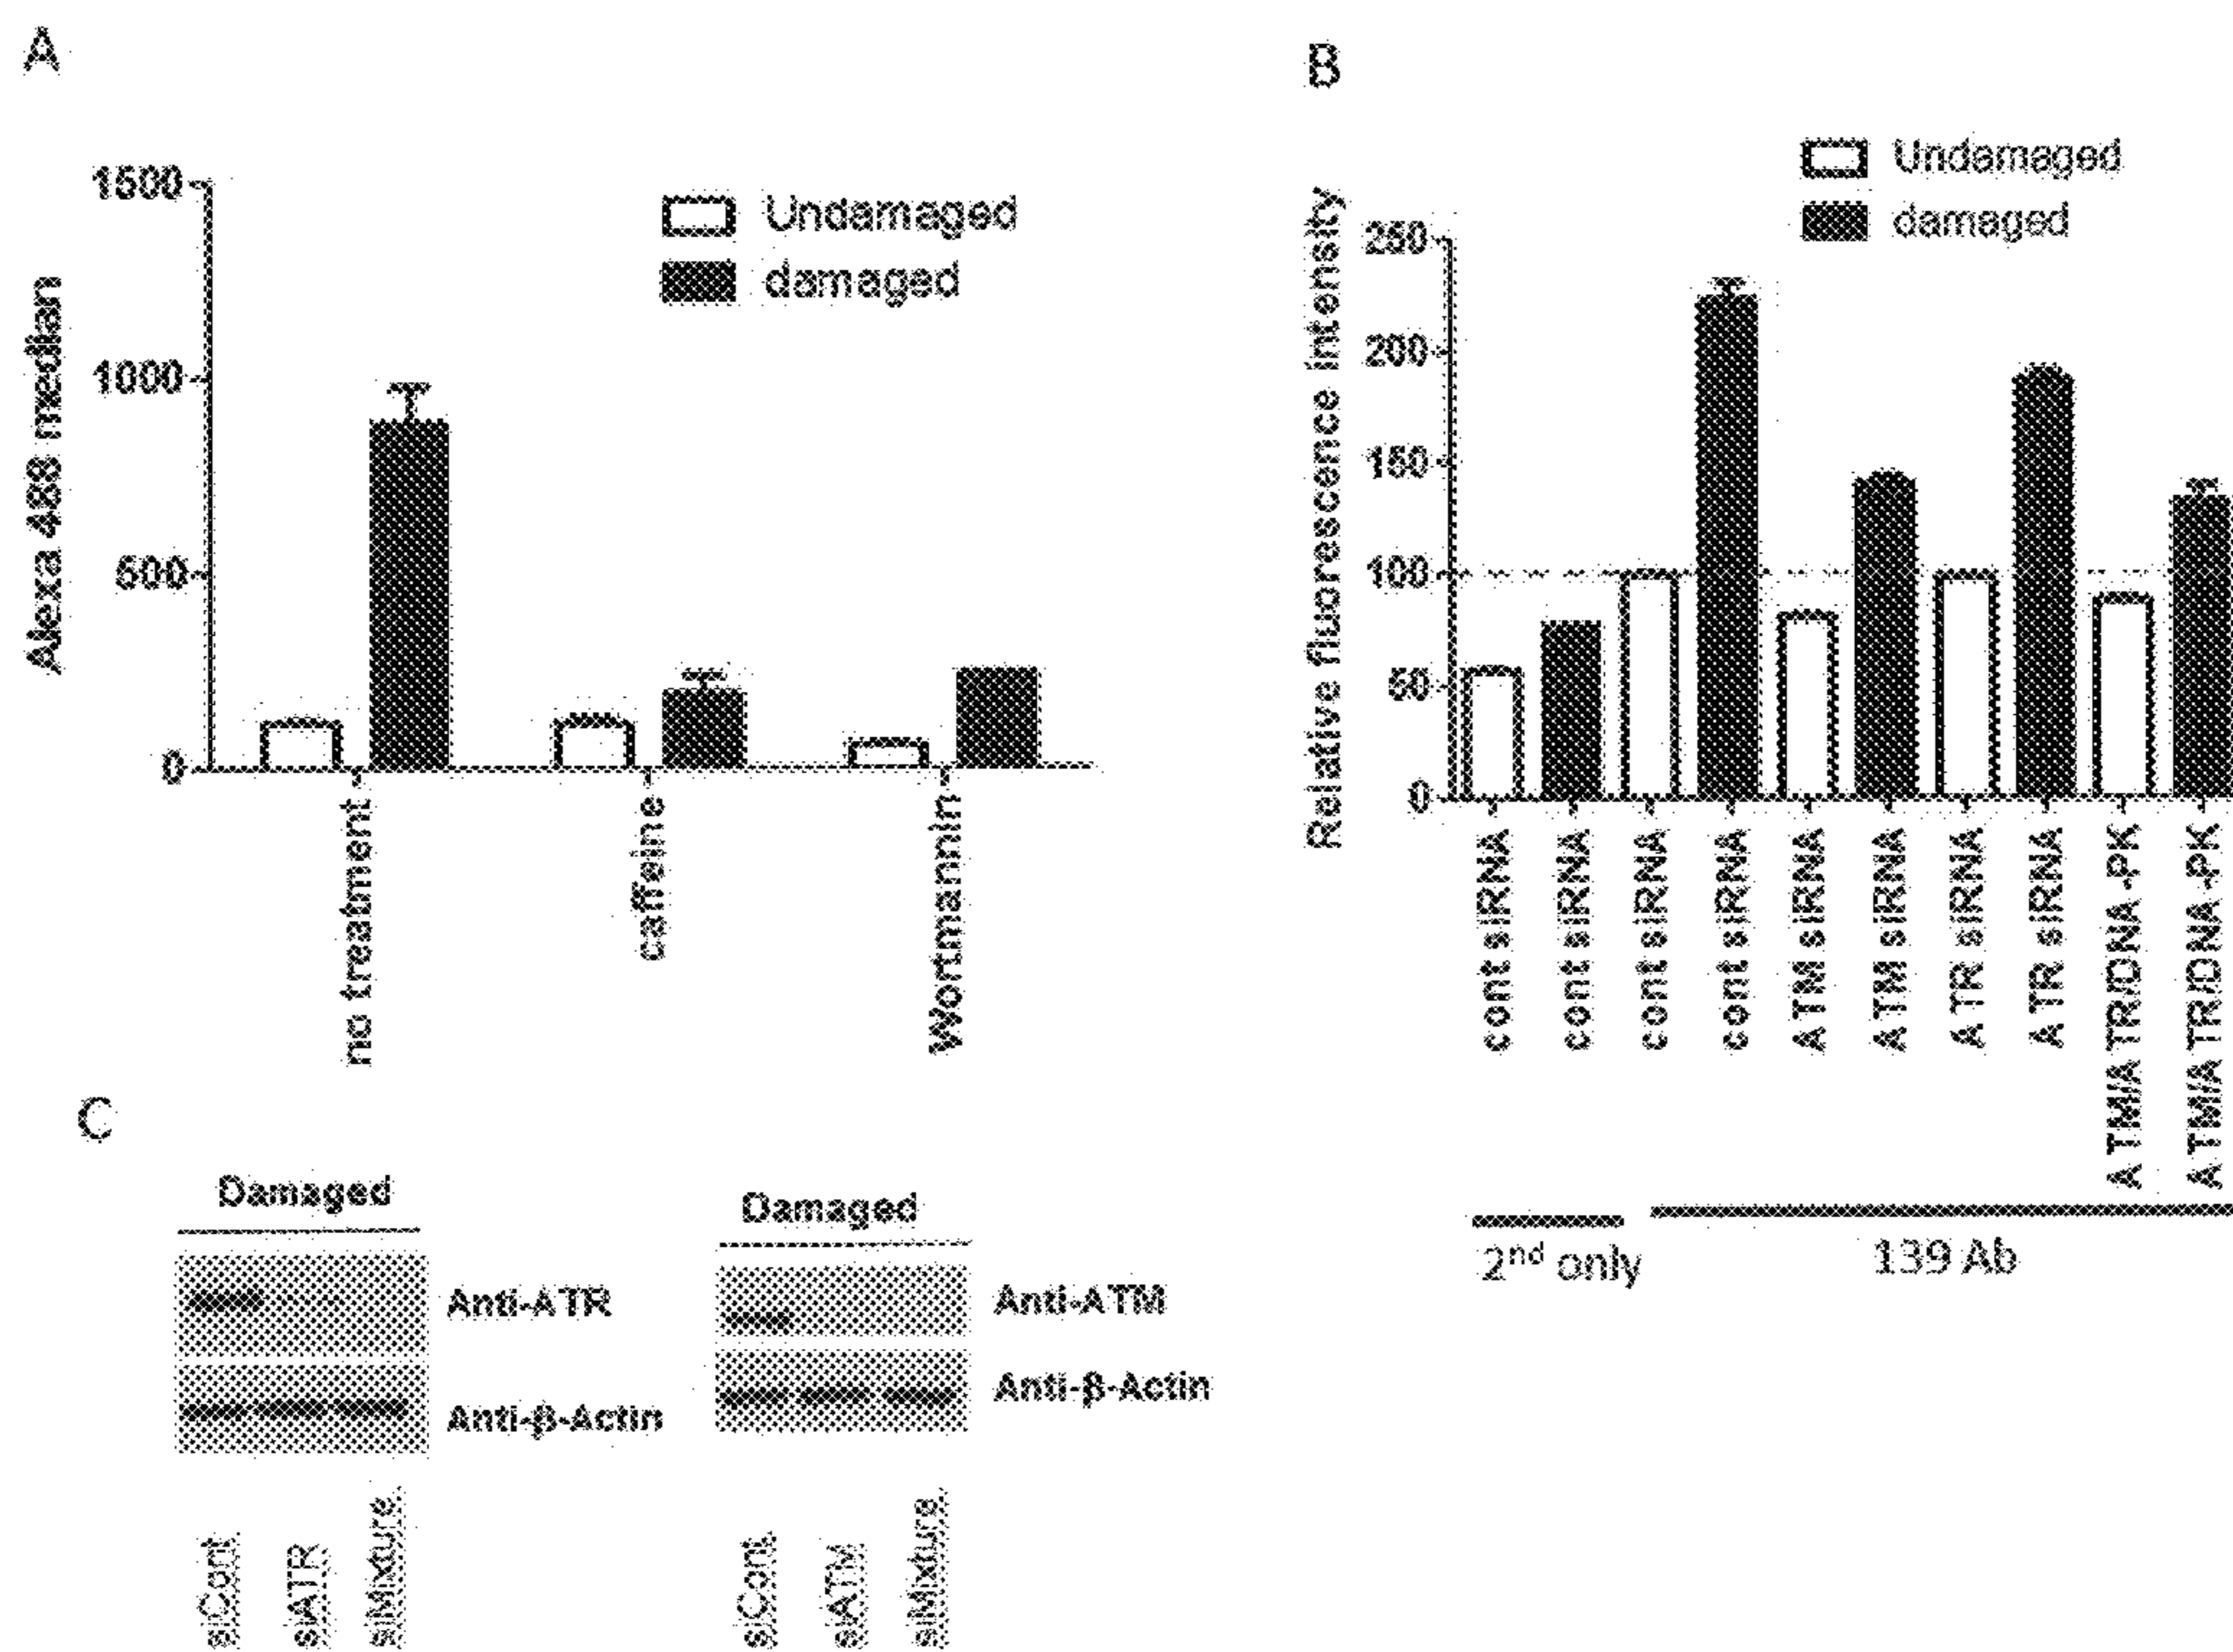 A
Alexa 488 median
1500
1000
500
0
Undamaged
damaged
no treatment
caffeine
Wortmannin
B
Relative fluorescence intensity
250
200
150
100
50
0
Undamaged
damaged
cont siRNA
cont siRNA
cont siRNA
cont siRNA
ATM siRNA
ATM siRNA
ATR siRNA
ATR siRNA
ATM/ATR/DNA-PK
ATM/ATR/DNA-PK
2nd only
139 Ab
C
Damaged
Anti-ATR
Anti-β-Actin
siCont
siATR
siMixture
Damaged
Anti-ATM
Anti-β-Actin
siCont
siATM
siMixture